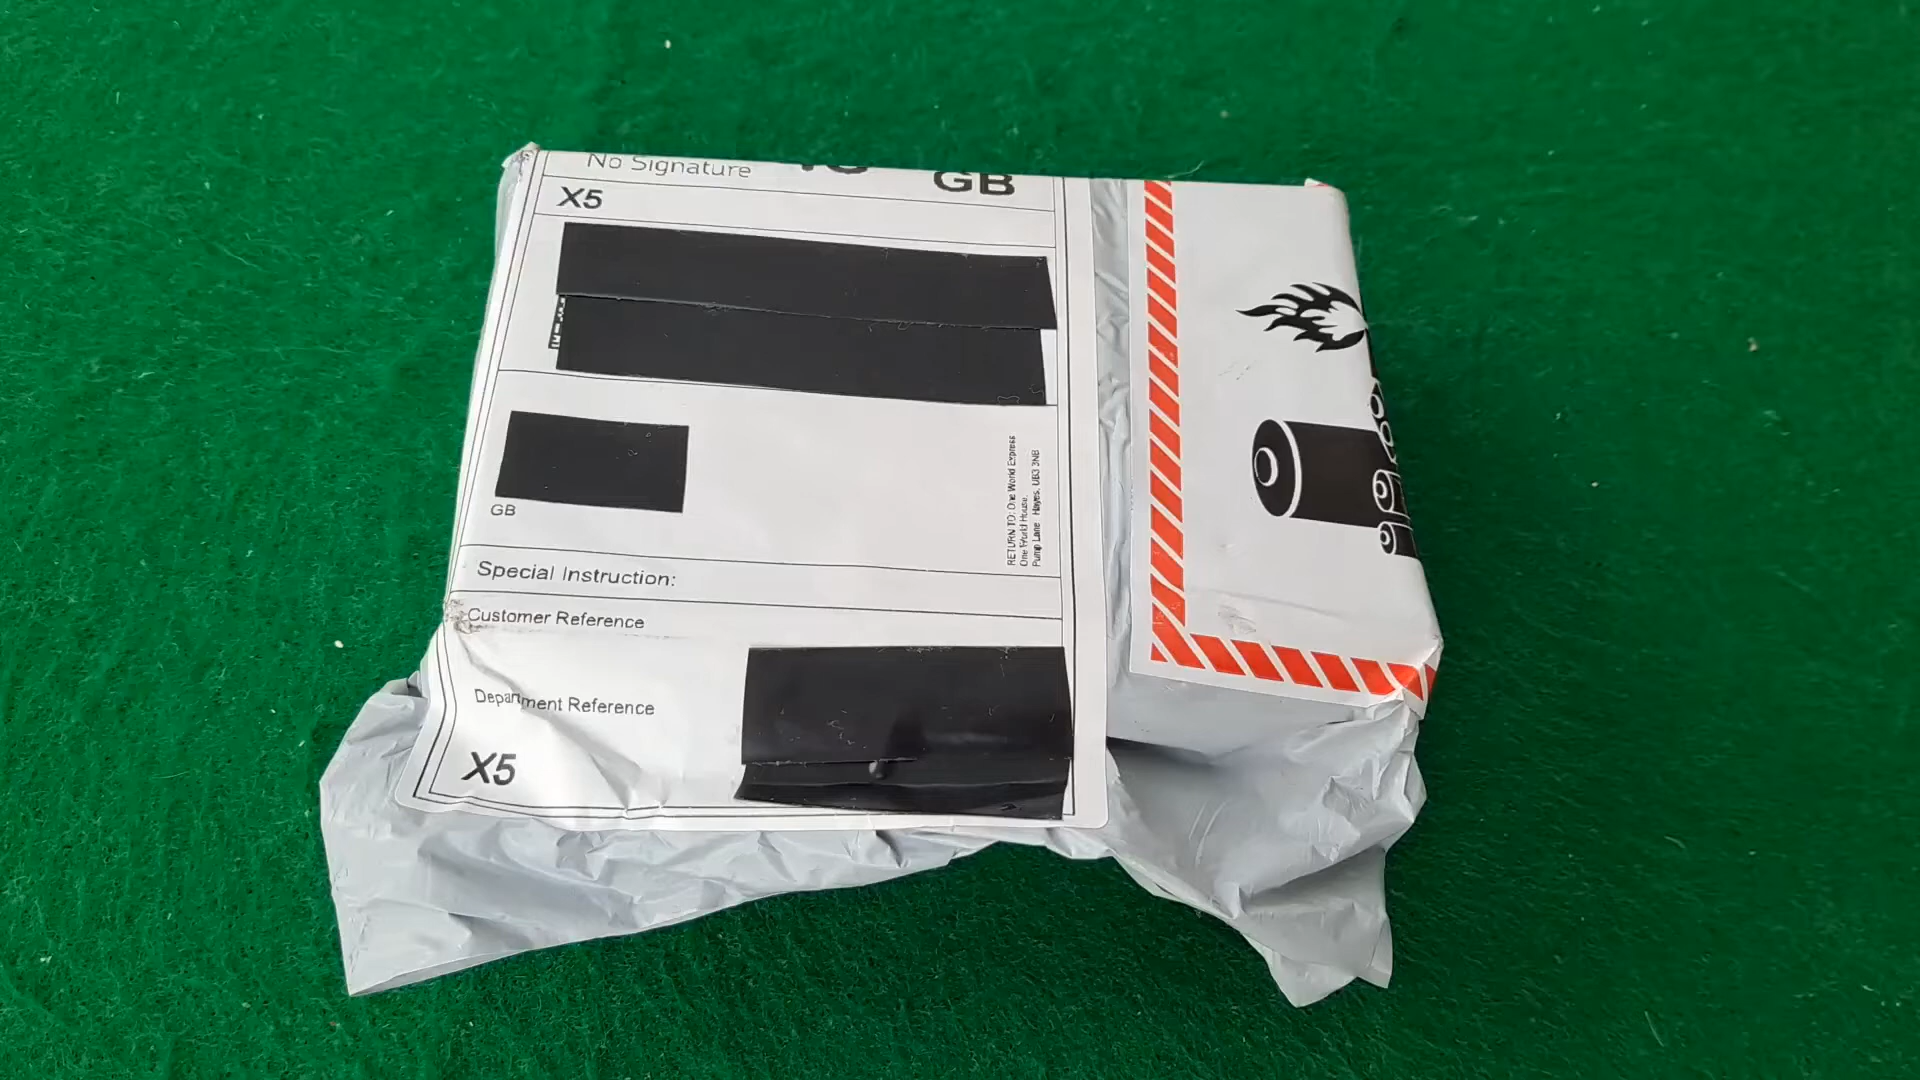 No Signature
GB
X5
GB
RETURN TO: One World Express
One World House,
Pump Lane Hayes, UB3 3NB
Special Instruction:
Customer Reference
Department Reference
X5